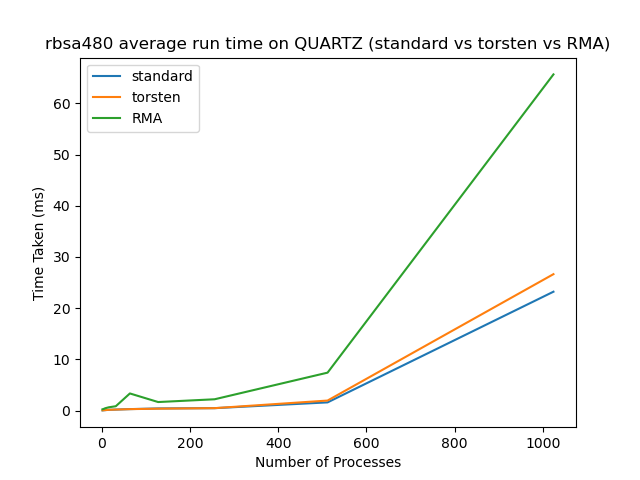 rbsa480 average run time on QUARTZ (standard vs torsten vs RMA)
standard
torsten
RMA
Time Taken (ms)
60
50
40
30
20
10
0
0 200 400 600 800 1000
Number of Processes